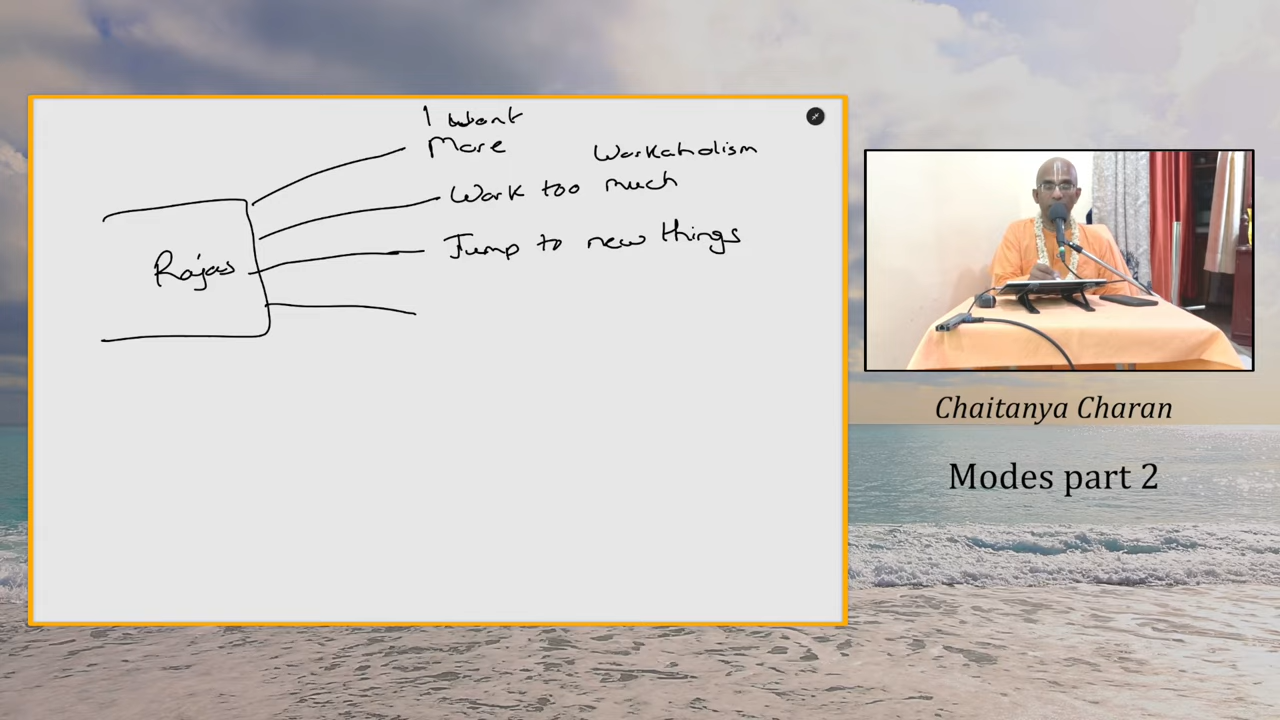 I want
More
Workaholism
Work too much
Jump to new things
Rajas
Chaitanya Charan
Modes part 2